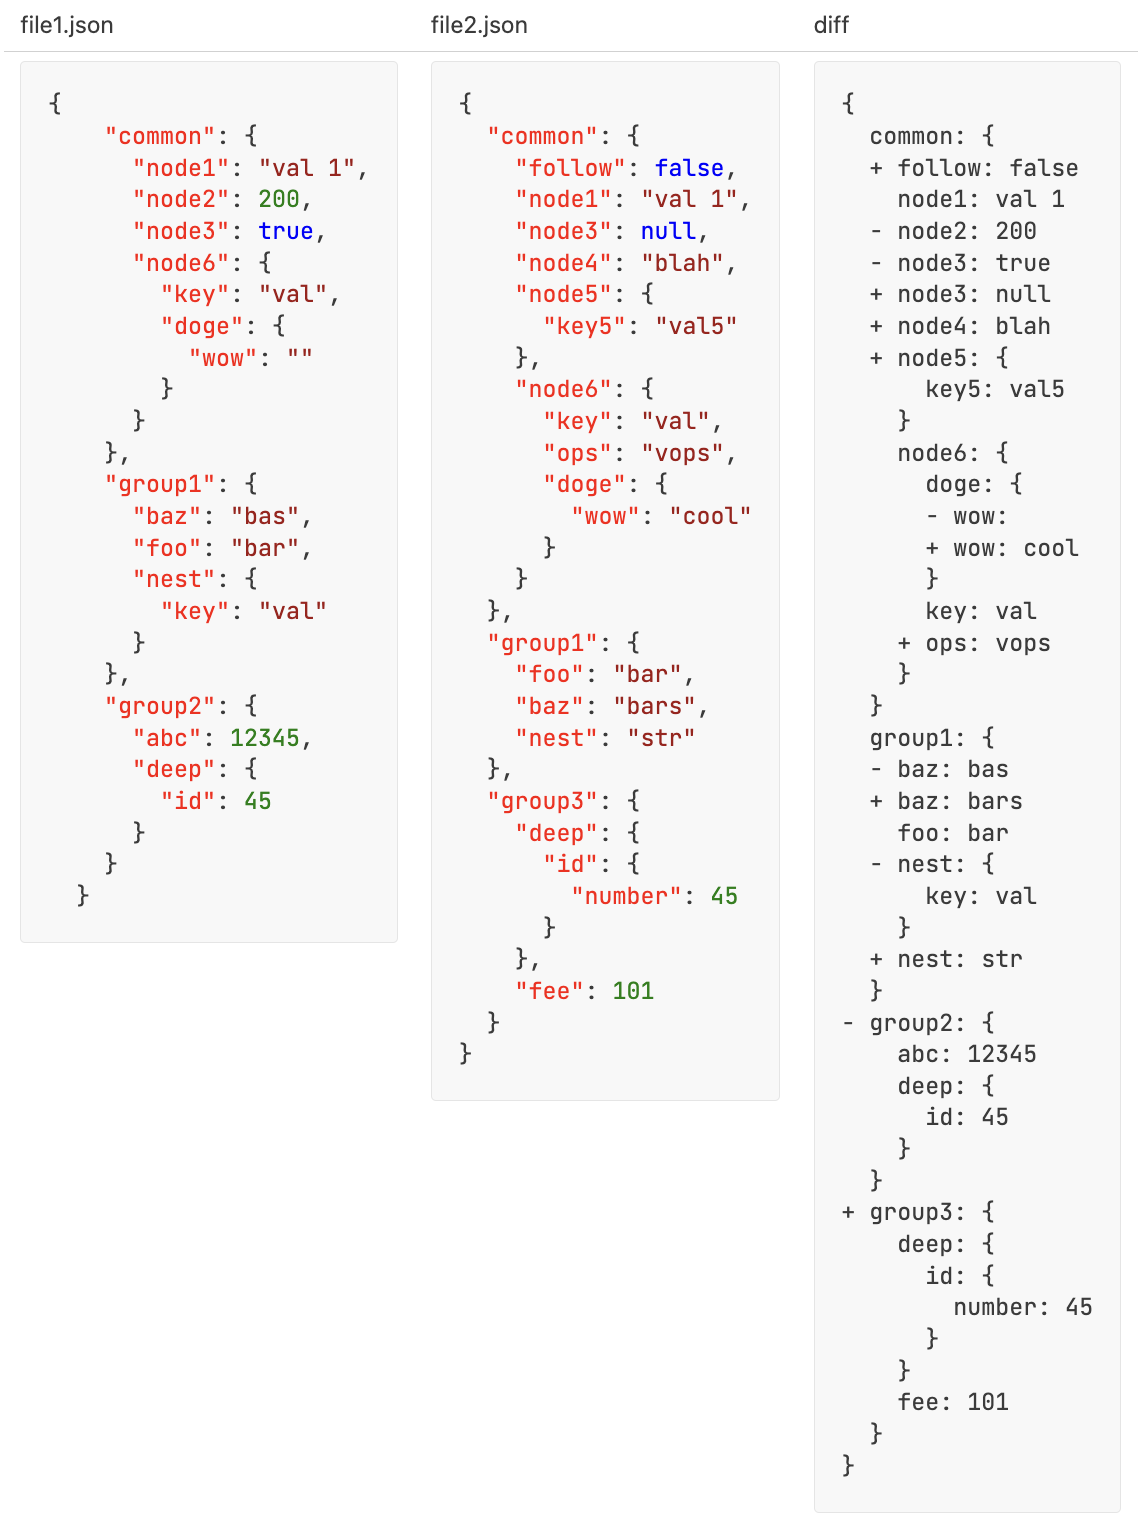 file1.json
{
    "common": {
      "node1": "val 1",
      "node2": 200,
      "node3": true,
      "node6": {
        "key": "val",
        "doge": {
          "wow": ""
        }
      }
    },
    "group1": {
      "baz": "bas",
      "foo": "bar",
      "nest": {
        "key": "val"
      }
    },
    "group2": {
      "abc": 12345,
      "deep": {
        "id": 45
      }
    }
  }
file2.json
{
  "common": {
    "follow": false,
    "node1": "val 1",
    "node3": null,
    "node4": "blah",
    "node5": {
      "key5": "val5"
    },
    "node6": {
      "key": "val",
      "ops": "vops",
      "doge": {
        "wow": "cool"
      }
    }
  },
  "group1": {
    "foo": "bar",
    "baz": "bars",
    "nest": "str"
  },
  "group3": {
    "deep": {
      "id": {
        "number": 45
      }
    },
    "fee": 101
  }
}
diff
{
  common: {
  + follow: false
    node1: val 1
  - node2: 200
  - node3: true
  + node3: null
  + node4: blah
  + node5: {
      key5: val5
    }
    node6: {
      doge: {
      - wow:
      + wow: cool
      }
      key: val
    + ops: vops
    }
  }
  group1: {
  - baz: bas
  + baz: bars
    foo: bar
  - nest: {
      key: val
    }
  + nest: str
  }
- group2: {
    abc: 12345
    deep: {
      id: 45
    }
  }
+ group3: {
    deep: {
      id: {
        number: 45
      }
    }
    fee: 101
  }
}